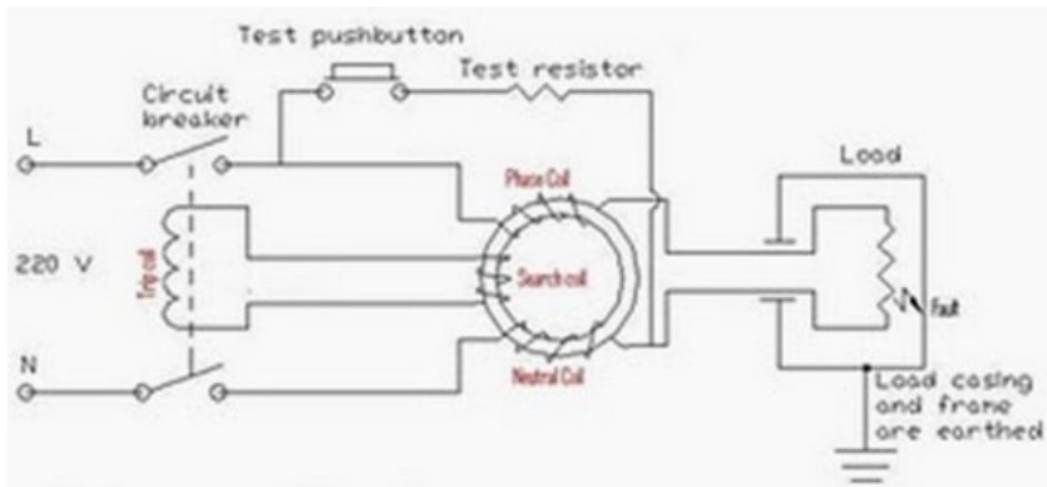 Test pushbutton
Test resistor
Circuit
breaker
L
Load
Phase Coil
220 V
Trip coil
Search coil
Fault
N
Neutral Coil
Load casing
and frame
are earthed